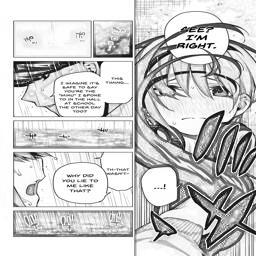 SEE?
I'M
RIGHT.
THIS
TIMING...
I IMAGINE IT'S
SAFE TO SAY
YOU'RE THE
"MIKU" I SPOKE
TO IN THE HALL
AT SCHOOL
THE OTHER DAY
TOO?
TH-THAT
WASN'T—
WHY DID
YOU LIE TO
ME LIKE
THAT?
...!